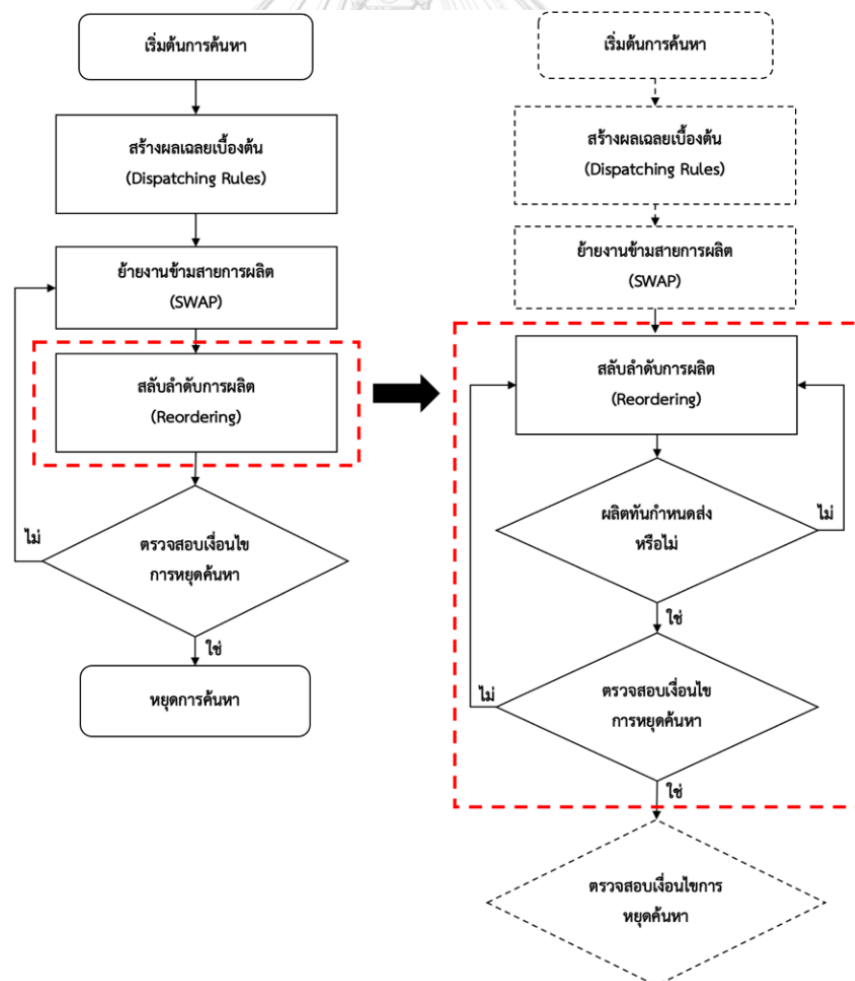 เริ่มต้นการค้นหา
สร้างผลเฉลยเบื้องต้น
(Dispatching Rules)
ย้ายงานข้ามสายการผลิต
(SWAP)
สลับลำดับการผลิต
(Reordering)
ไม่
ตรวจสอบเงื่อนไข
การหยุดค้นหา
ใช่
หยุดการค้นหา
เริ่มต้นการค้นหา
สร้างผลเฉลยเบื้องต้น
(Dispatching Rules)
ย้ายงานข้ามสายการผลิต
(SWAP)
สลับลำดับการผลิต
(Reordering)
ผลิตทันกำหนดส่ง
หรือไม่
ไม่
ใช่
ไม่
ตรวจสอบเงื่อนไข
การหยุดค้นหา
ใช่
ตรวจสอบเงื่อนไขการ
หยุดค้นหา